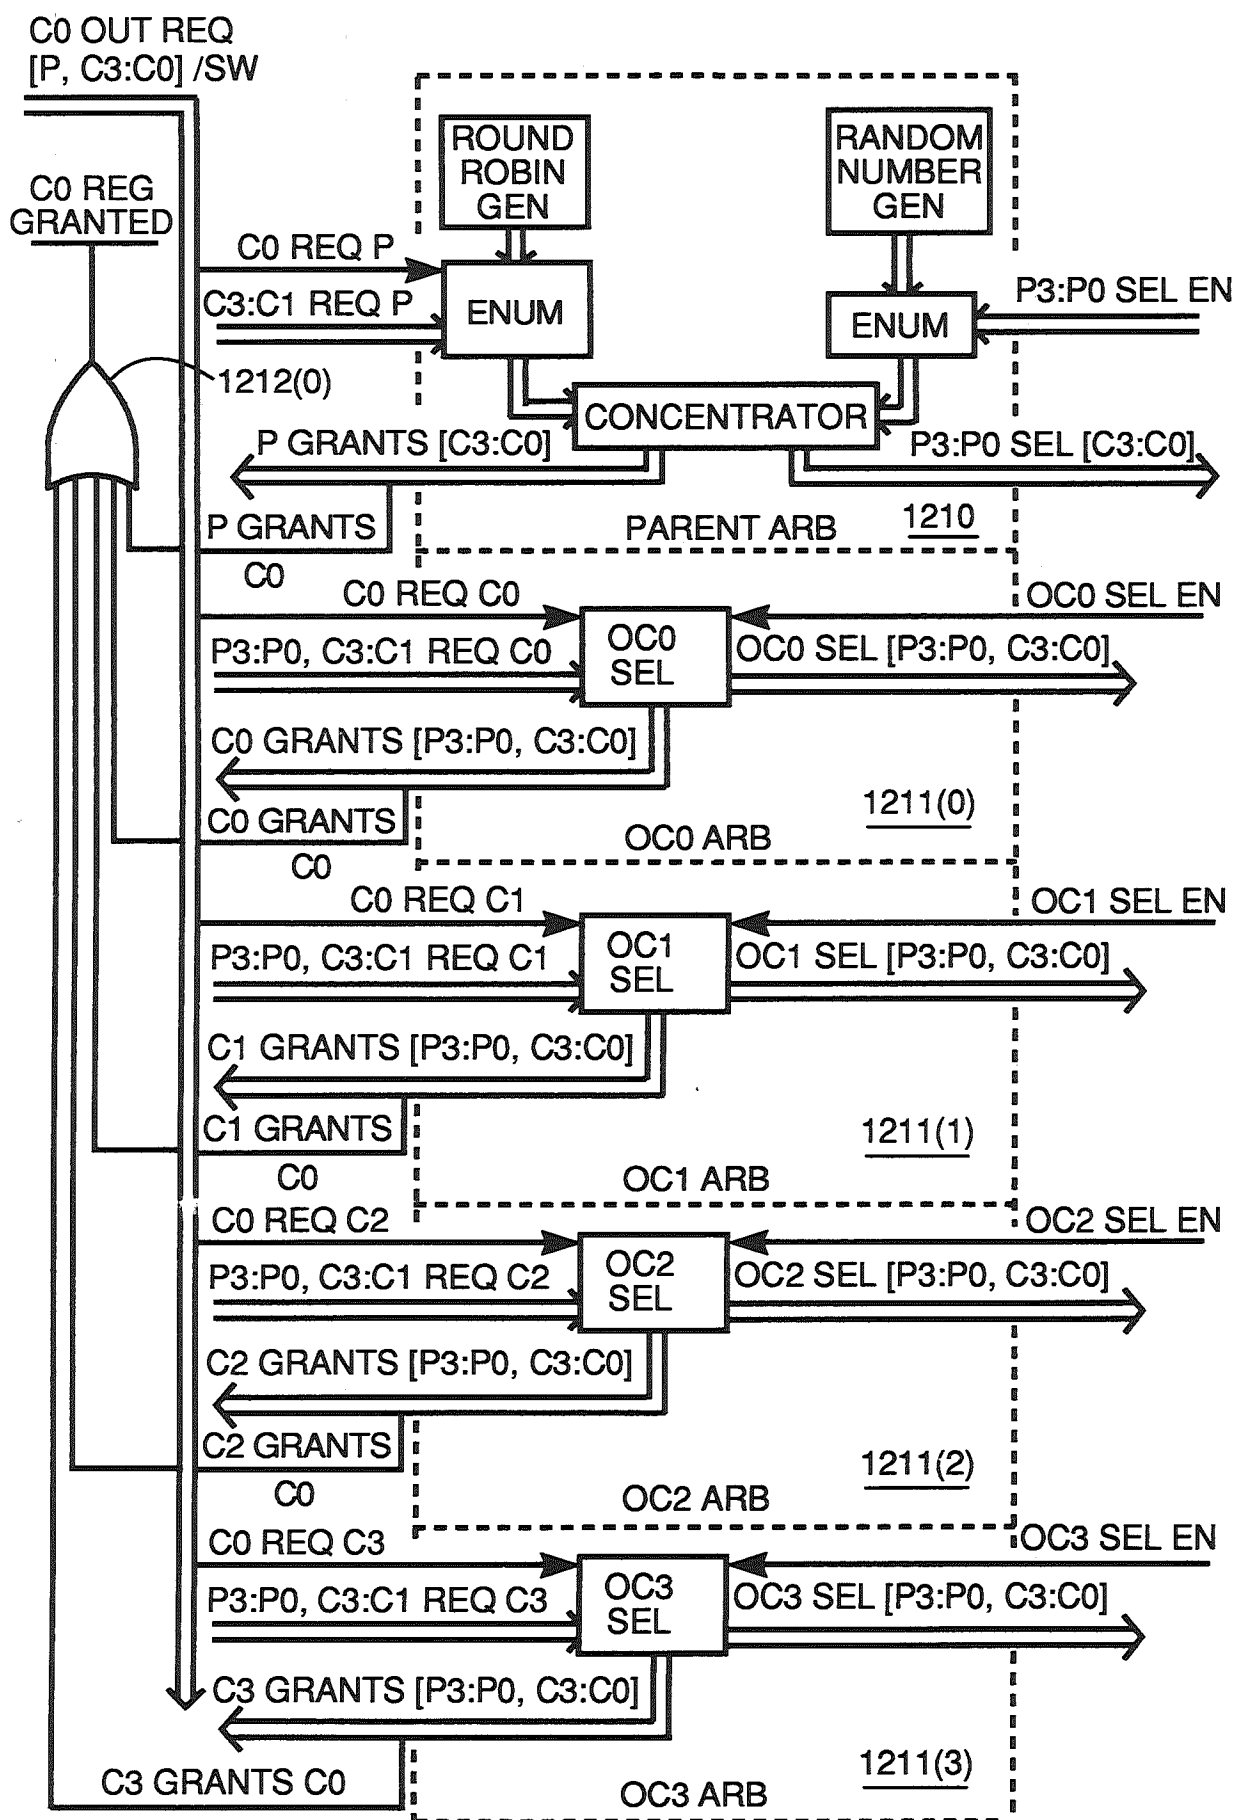 C0 OUT REQ
[P, C3:C0] /SW
ROUND
ROBIN
GEN
RANDOM
NUMBER
GEN
C0 REG
GRANTED
C0 REQ P
C3:C1 REQ P
ENUM
ENUM
P3:P0 SEL EN
1212(0)
CONCENTRATOR
P GRANTS [C3:C0]
P3:P0 SEL [C3:C0]
P GRANTS
C0
PARENT ARB
1210
C0 REQ C0
OC0 SEL EN
P3:P0, C3:C1 REQ C0
OC0
SEL
OC0 SEL [P3:P0, C3:C0]
C0 GRANTS [P3:P0, C3:C0]
C0 GRANTS
C0
1211(0)
OC0 ARB
C0 REQ C1
OC1 SEL EN
P3:P0, C3:C1 REQ C1
OC1
SEL
OC1 SEL [P3:P0, C3:C0]
C1 GRANTS [P3:P0, C3:C0]
C1 GRANTS
C0
1211(1)
OC1 ARB
C0 REQ C2
OC2 SEL EN
P3:P0, C3:C1 REQ C2
OC2
SEL
OC2 SEL [P3:P0, C3:C0]
C2 GRANTS [P3:P0, C3:C0]
C2 GRANTS
C0
1211(2)
OC2 ARB
C0 REQ C3
OC3 SEL EN
P3:P0, C3:C1 REQ C3
OC3
SEL
OC3 SEL [P3:P0, C3:C0]
C3 GRANTS [P3:P0, C3:C0]
C3 GRANTS C0
1211(3)
OC3 ARB